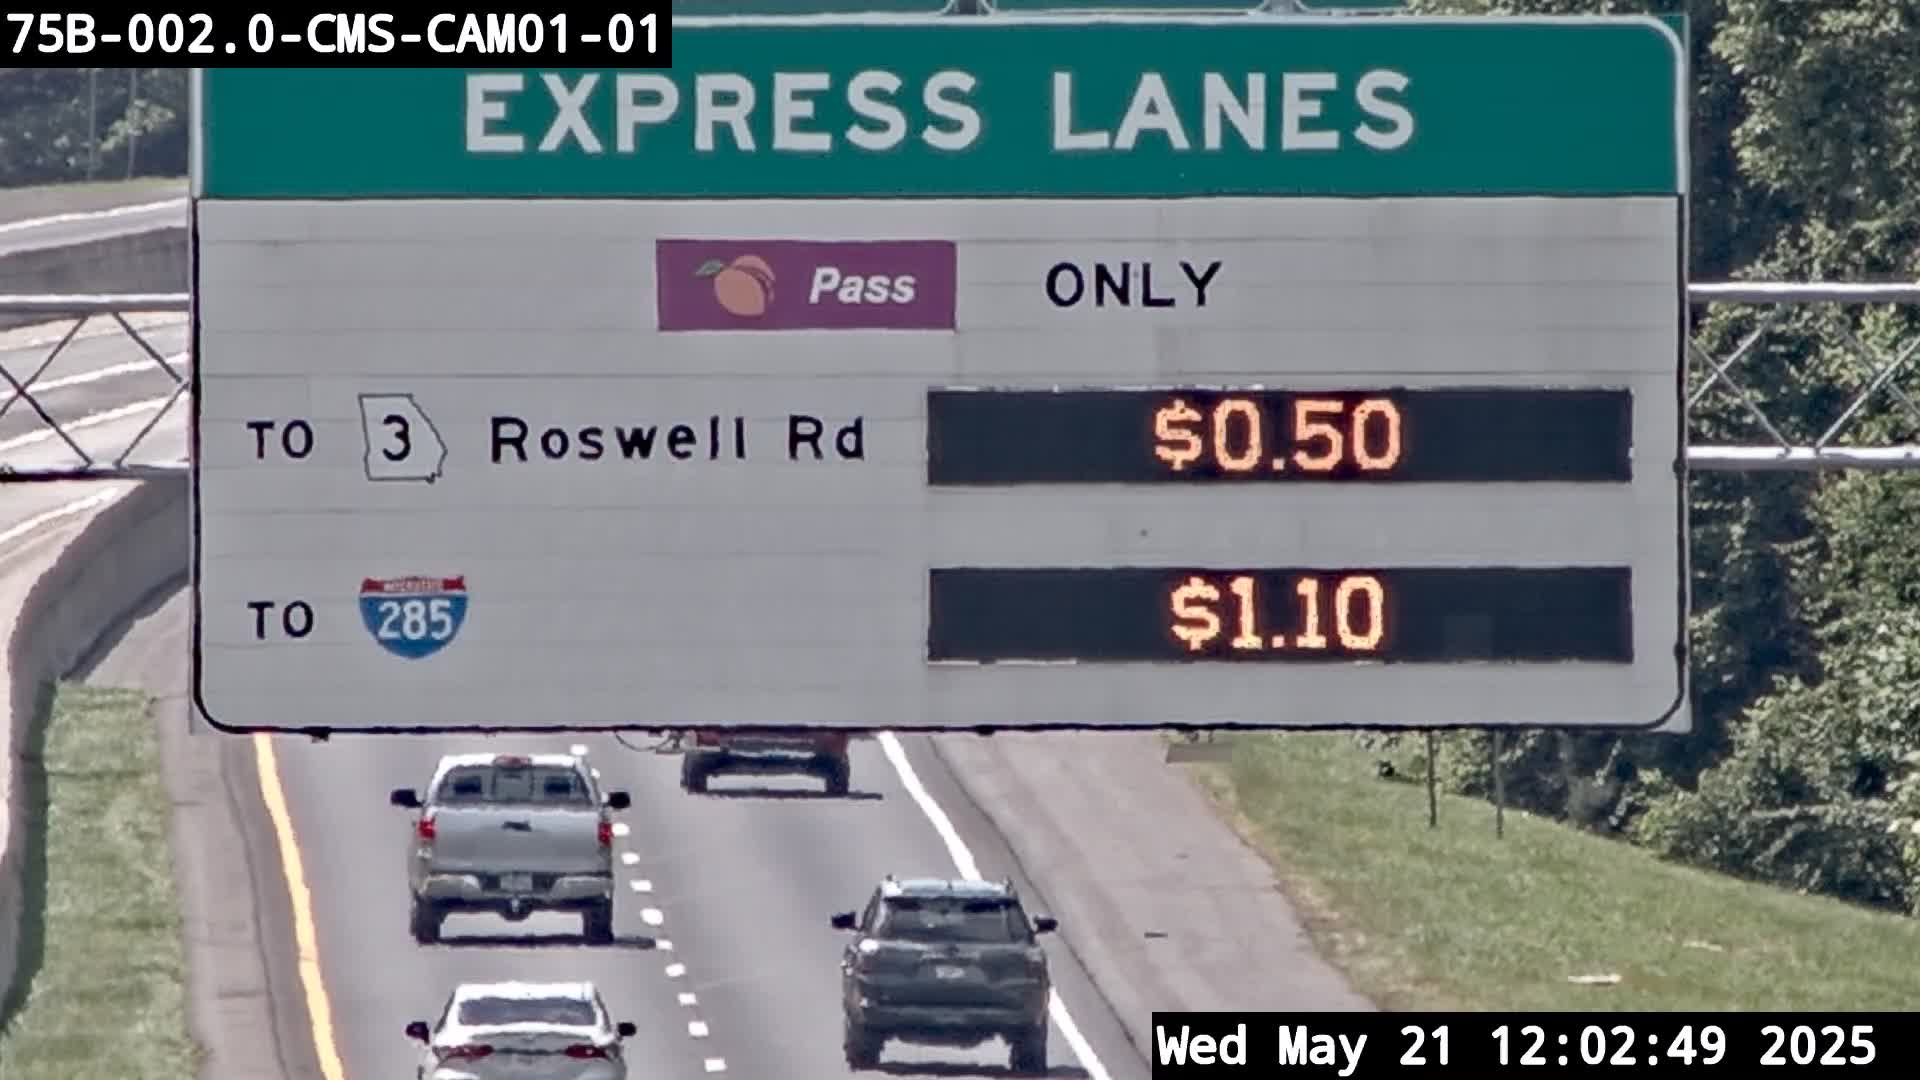 75B-002.0-CMS-CAM01-01
EXPRESS LANES
Pass ONLY
TO 3 Roswell Rd $0.50
TO 285 $1.10
Wed May 21 12:02:49 2025